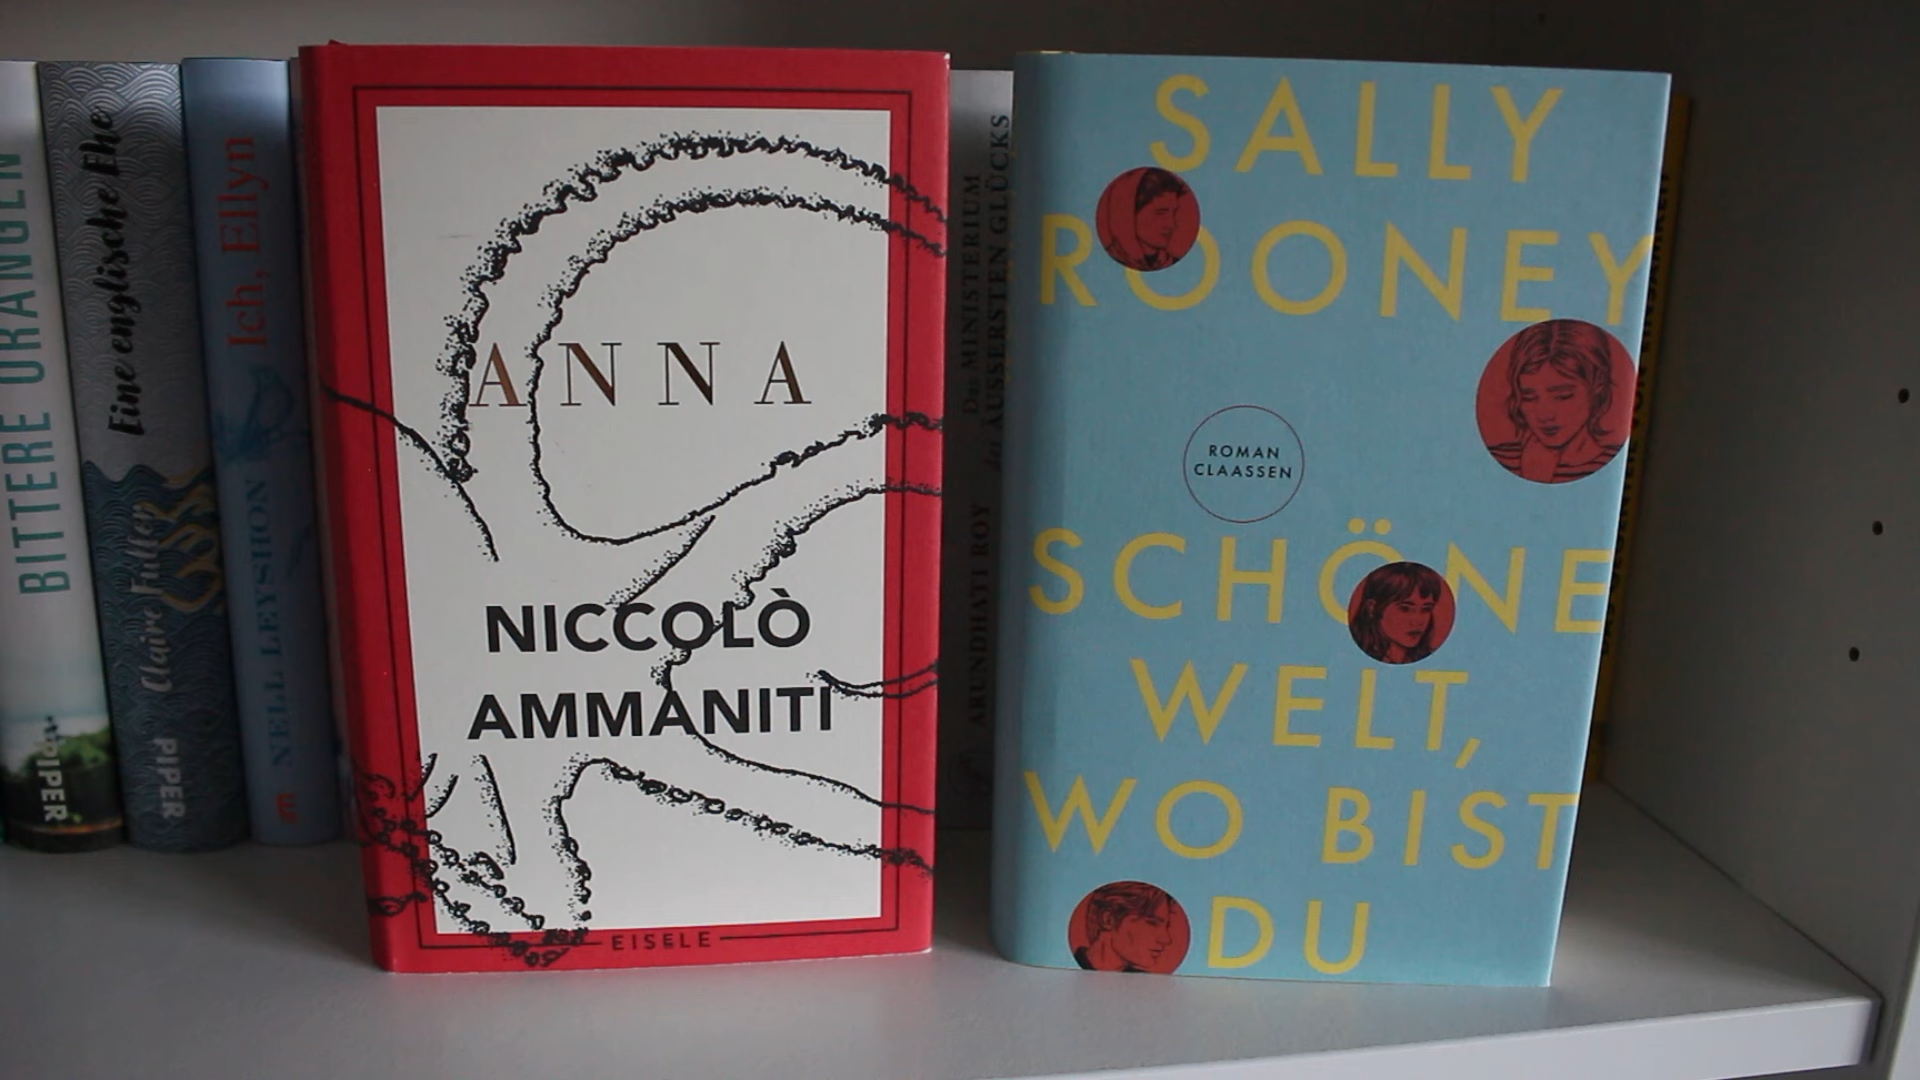 BITTERE ORANGEN
PIPER
Eine englische Ehe
Claire Fuller
PIPER
Ich, Ellyn
NELL LEYSHON
ANNA
NICCOLÒ
AMMANITI
EISELE
Das MINISTERIUM
des ÄUSSERSTEN GLÜCKS
ARUNDHATI ROY
SALLY
ROONEY
ROMAN
CLAASSEN
SCHÖNE
WELT,
WO BIST
DU